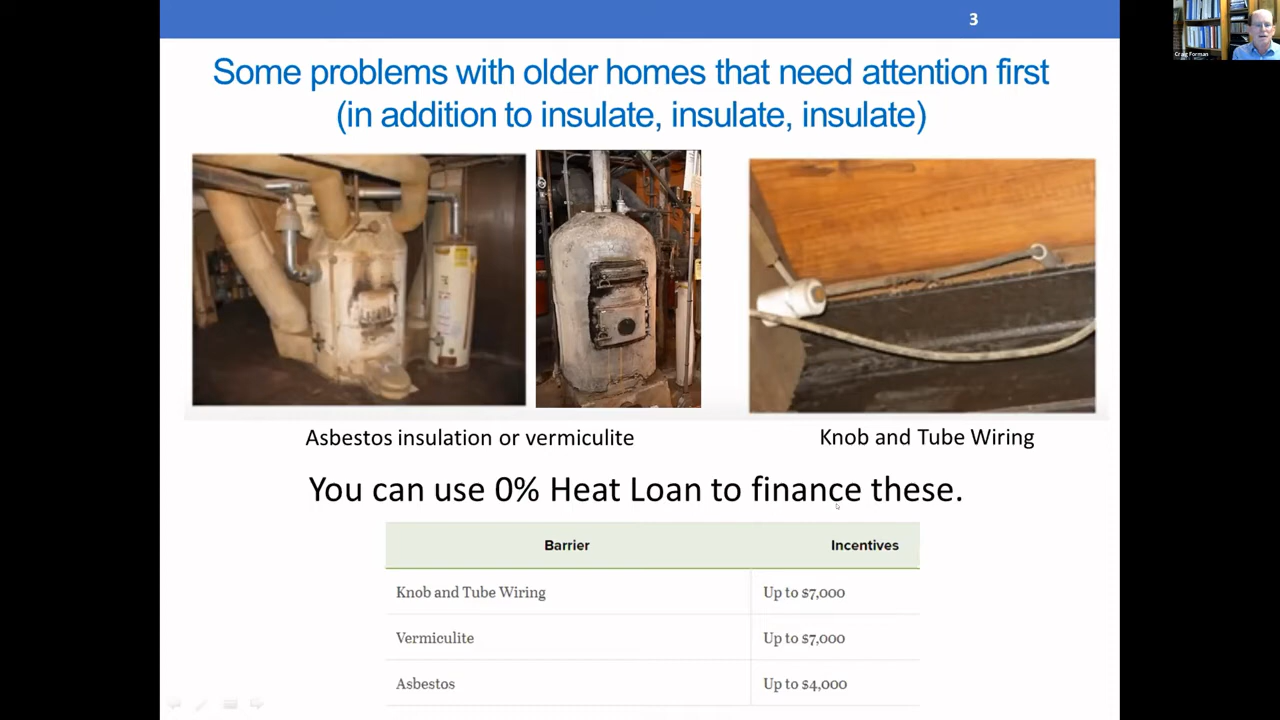 3
Craig Forman
Some problems with older homes that need attention first
(in addition to insulate, insulate, insulate)
Asbestos insulation or vermiculite
Knob and Tube Wiring
You can use 0% Heat Loan to finance these.
Barrier Incentives
Knob and Tube Wiring Up to $7,000
Vermiculite Up to $7,000
Asbestos Up to $4,000